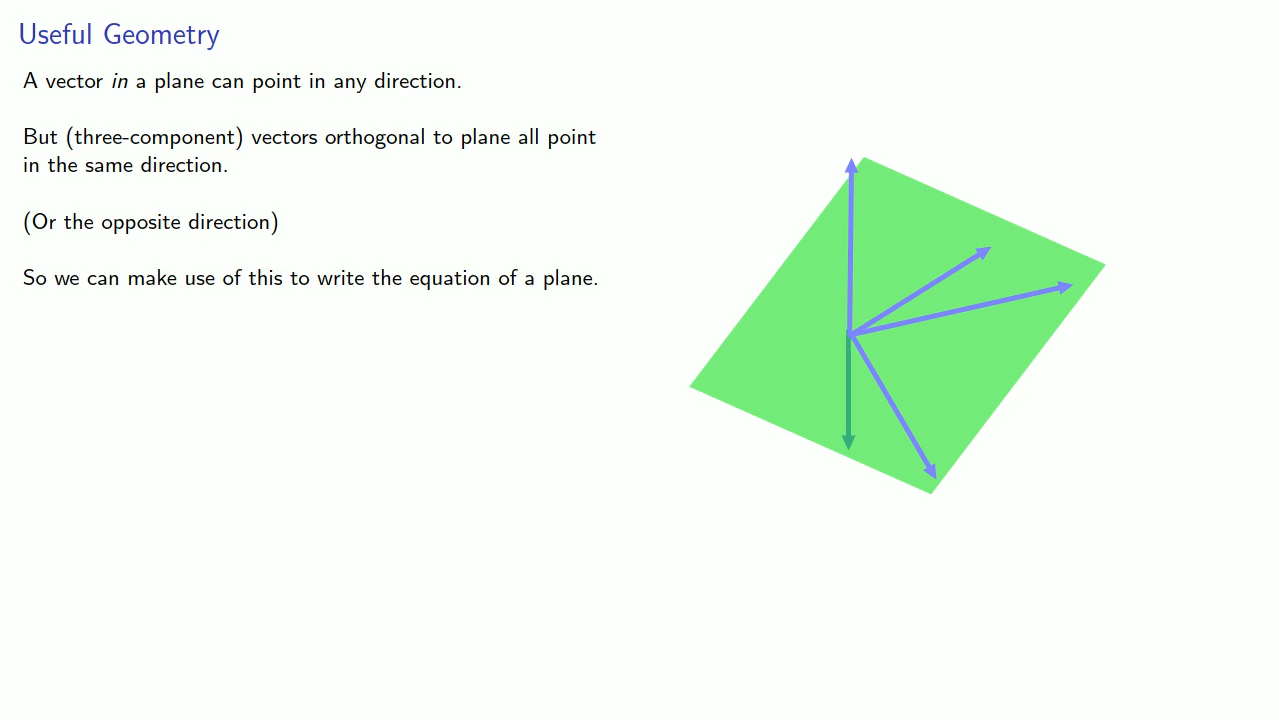 Useful Geometry
A vector in a plane can point in any direction.
But (three-component) vectors orthogonal to plane all point
in the same direction.
(Or the opposite direction)
So we can make use of this to write the equation of a plane.